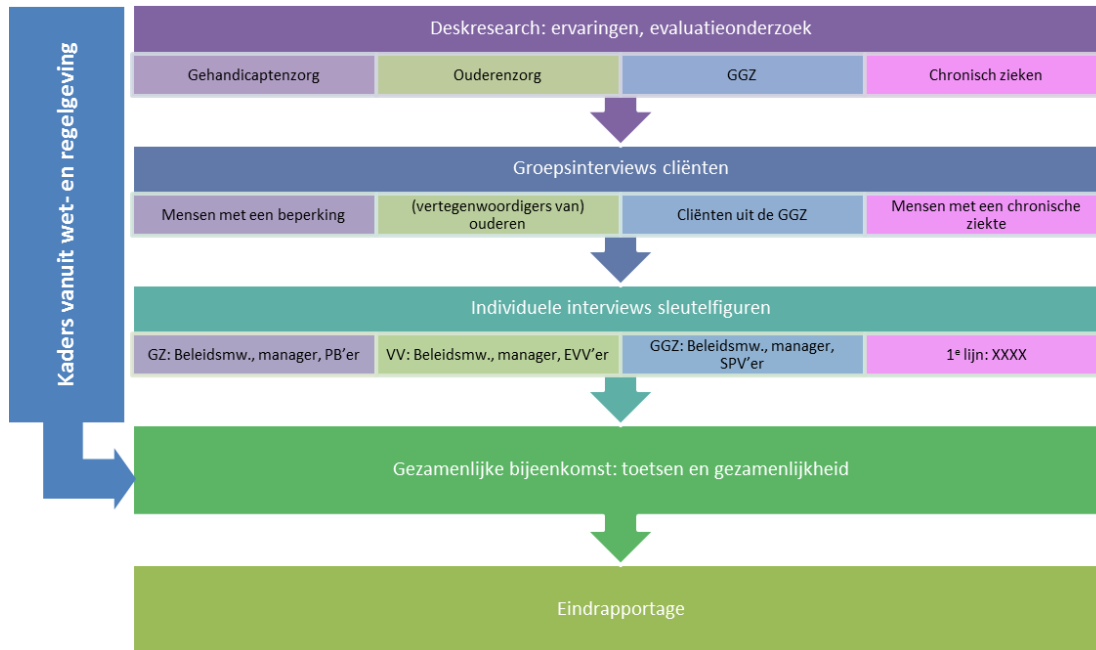 Kaders vanuit wet- en regelgeving
Deskresearch: ervaringen, evaluatieonderzoek
Gehandicaptenzorg
Ouderenzorg
GGZ
Chronisch zieken
Groepsinterviews cliënten
Mensen met een beperking
(vertegenwoordigers van)
ouderen
Cliënten uit de GGZ
Mensen met een chronische
ziekte
Individuele interviews sleutelfiguren
GZ: Beleidsmw., manager, PB'er
VV: Beleidsmw., manager, EVV'er
GGZ: Beleidsmw., manager,
SPV'er
1ᵉ lijn: XXXX
Gezamenlijke bijeenkomst: toetsen en gezamenlijkheid
Eindrapportage